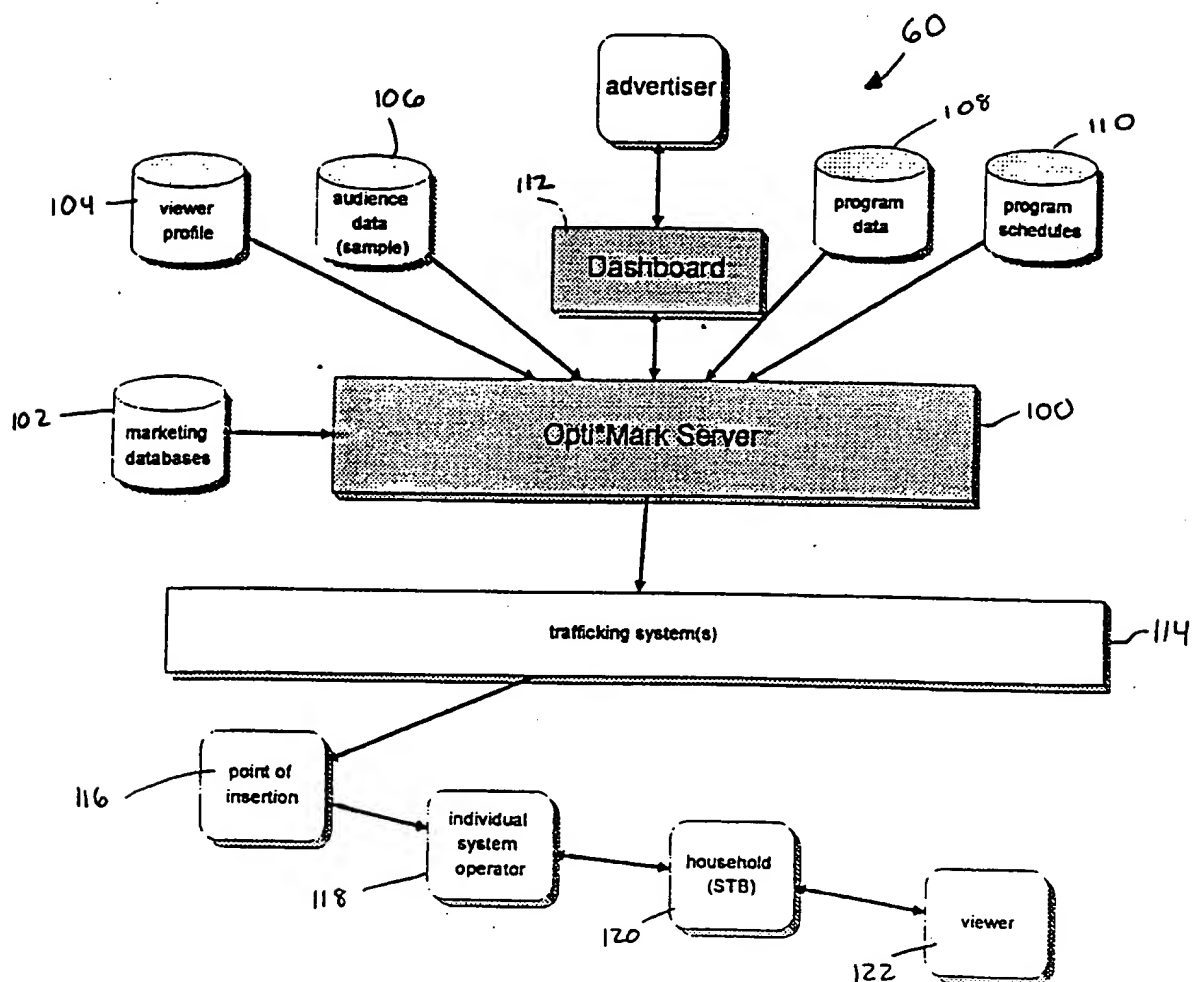 60
advertiser
106
108
110
104
viewer
profile
audience
data
(sample)
112
program
data
program
schedules
Dashboard
102
marketing
databases
Opti*Mark Server
100
trafficking system(s)
114
116
point of
insertion
individual
system
operator
118
household
(STB)
120
viewer
122